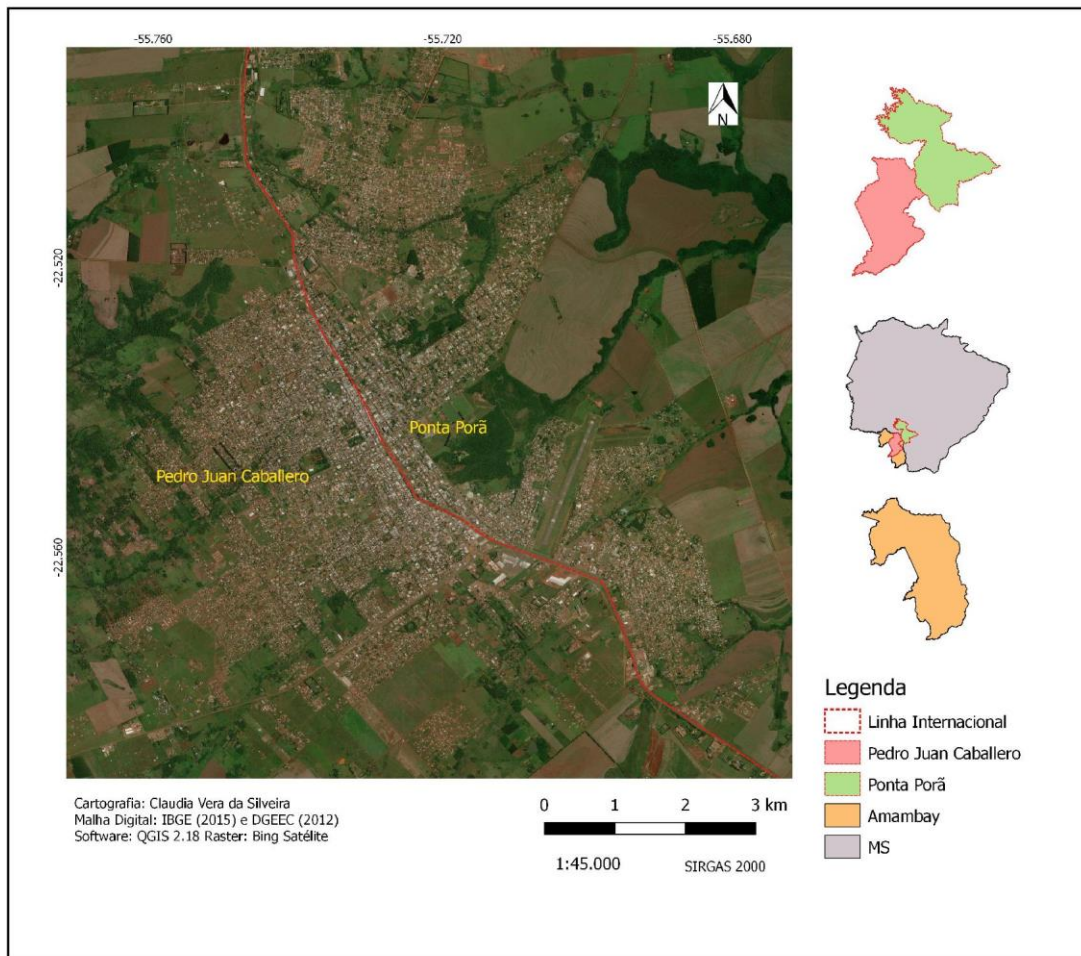 -55.760
-55.720
-55.680
N
-22.520
-22.560
Ponta Porã
Pedro Juan Caballero
Legenda
Linha Internacional
Pedro Juan Caballero
Ponta Porã
Amambay
MS
Cartografia: Claudia Vera da Silveira
Malha Digital: IBGE (2015) e DGEEC (2012)
Software: QGIS 2.18 Raster: Bing Satélite
0 1 2 3 km
1:45.000
SIRGAS 2000